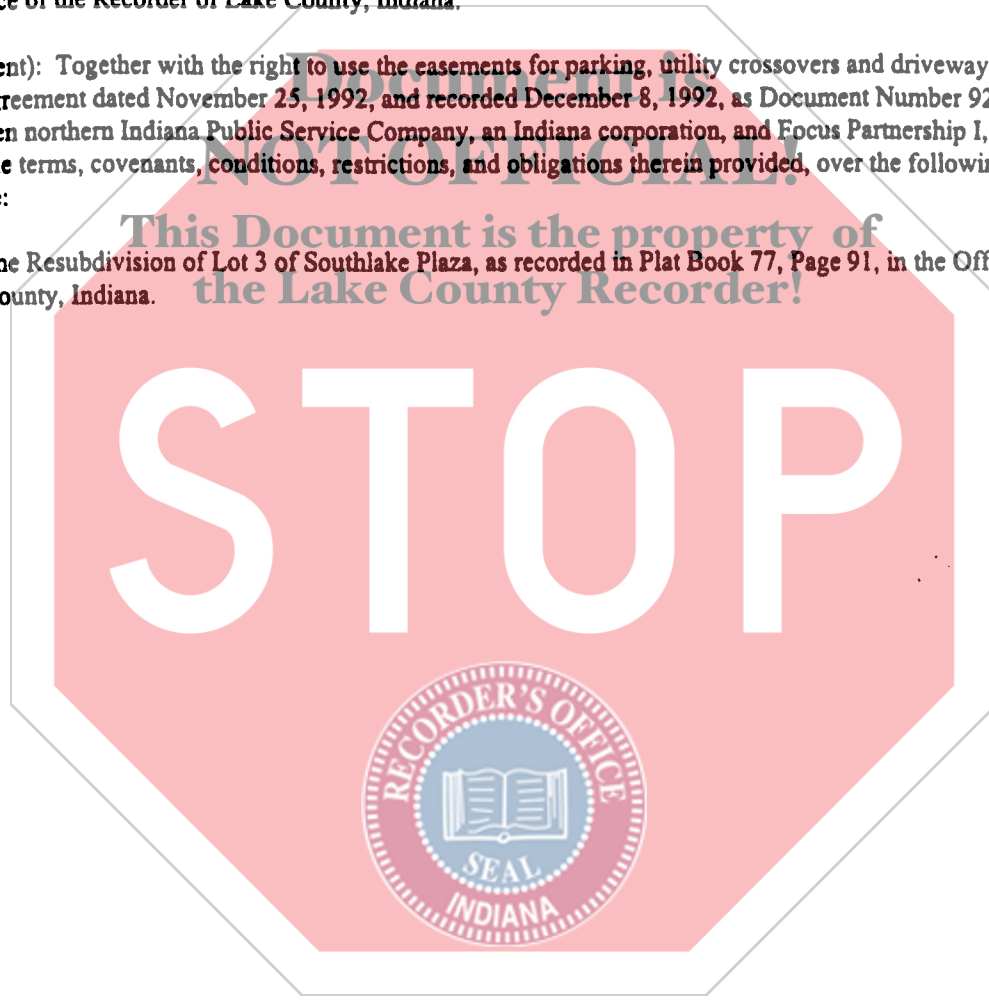 ce of the Recorder of Lake County, Indiana.
ent): Together with the right to use the easements for parking, utility crossovers and driveway
reement dated November 25, 1992, and recorded December 8, 1992, as Document Number 92
en northern Indiana Public Service Company, an Indiana corporation, and Focus Partnership I,
e terms, covenants, conditions, restrictions, and obligations therein provided, over the followin
e:
ne Resubdivision of Lot 3 of Southlake Plaza, as recorded in Plat Book 77, Page 91, in the Off
ounty, Indiana.
Document is
NOT OFFICIAL!
This Document is the property of
the Lake County Recorder!
STOP
RECORDER'S OFFICE
SEAL
INDIANA